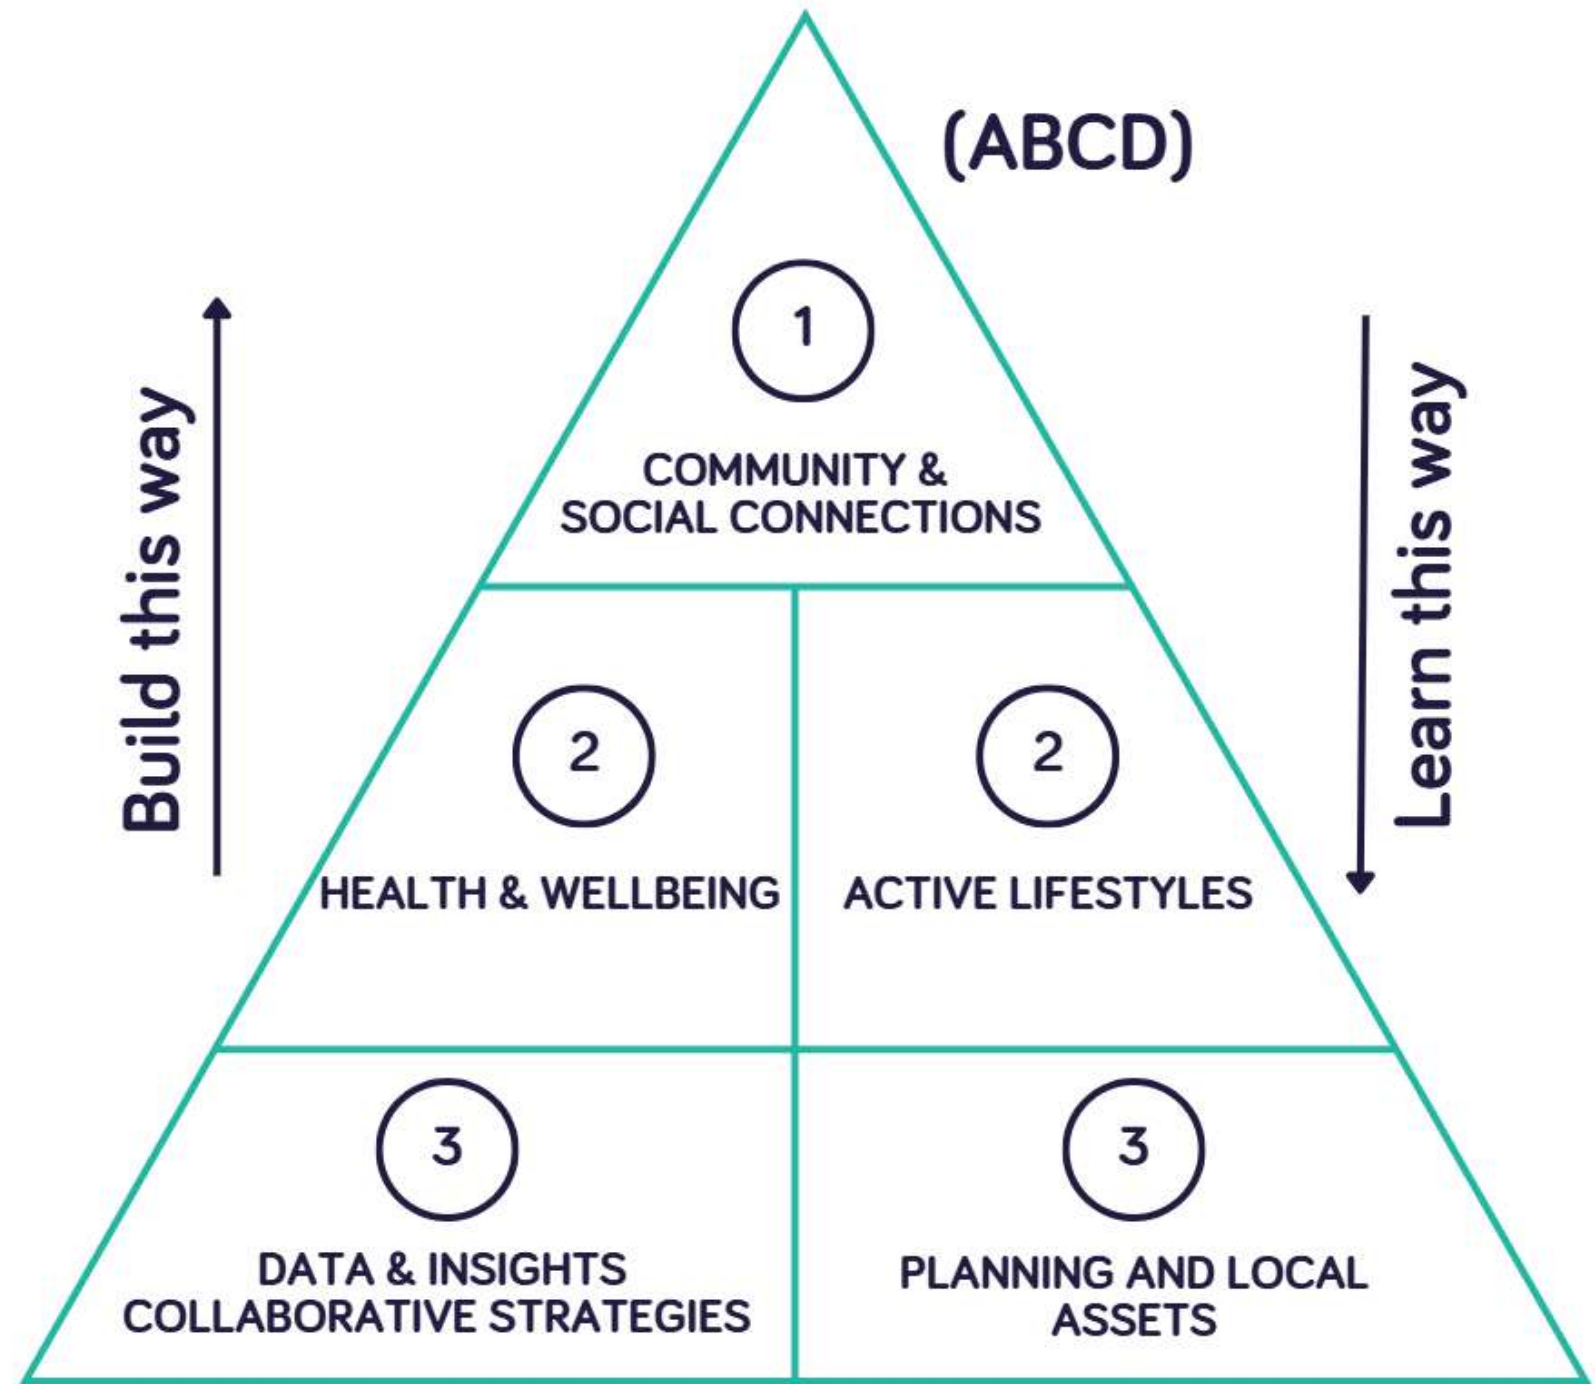 (ABCD)
1
COMMUNITY &
SOCIAL CONNECTIONS
Build this way
Learn this way
2
HEALTH & WELLBEING
2
ACTIVE LIFESTYLES
3
DATA & INSIGHTS
COLLABORATIVE STRATEGIES
3
PLANNING AND LOCAL
ASSETS